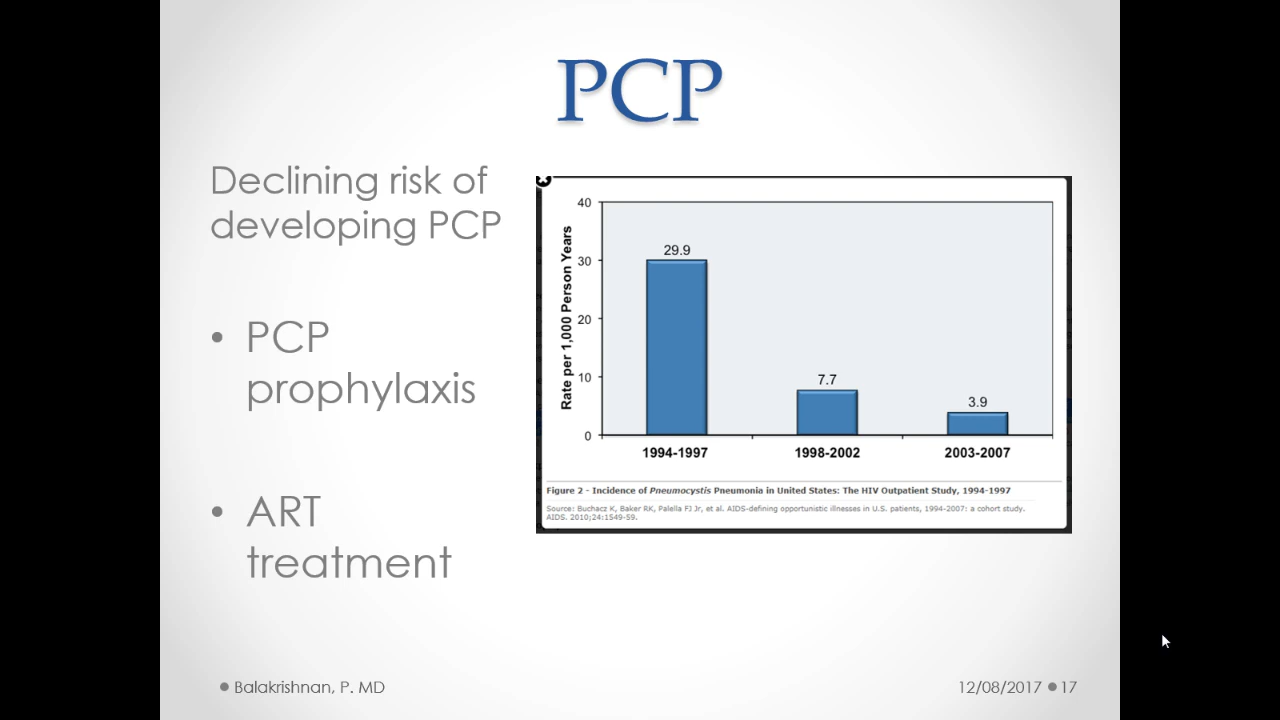 PCP
Declining risk of
developing PCP
• PCP
prophylaxis
• ART
treatment
Rate per 1,000 Person Years
40
30
20
10
0
29.9
7.7
3.9
1994-1997
1998-2002
2003-2007
Figure 2 - Incidence of Pneumocystis Pneumonia in United States: The HIV Outpatient Study, 1994-1997
Source: Buchacz K, Baker RK, Palella FJ Jr, et al. AIDS-defining opportunistic illnesses in U.S. patients, 1994-2007: a cohort study.
AIDS. 2010;24:1549-59.
Balakrishnan, P. MD
12/08/2017 17